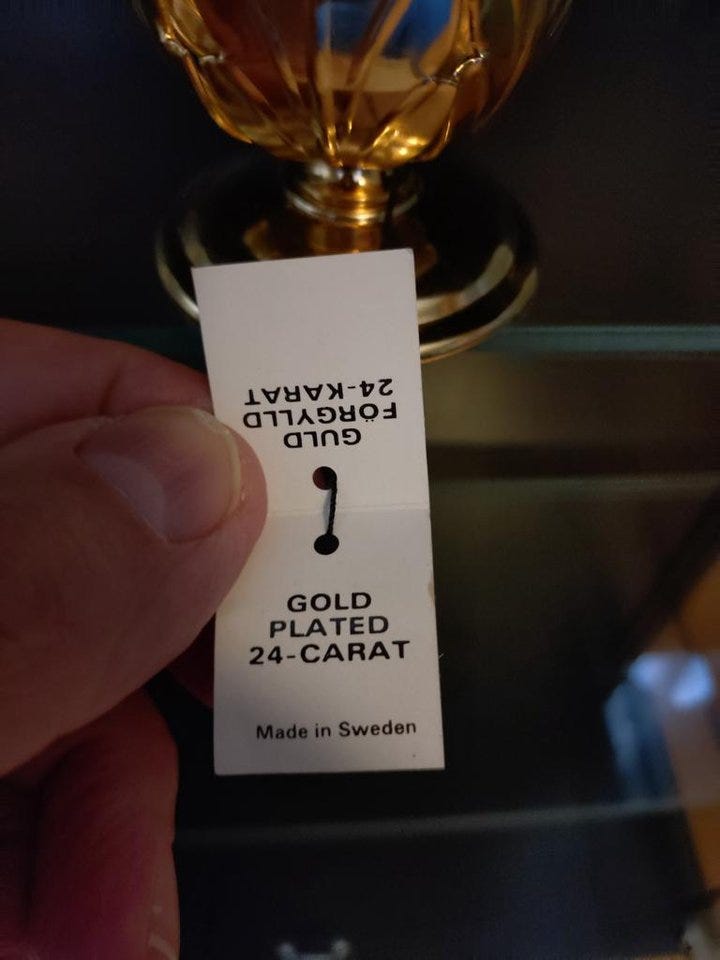 GULD
FÖRGYLLD
24-KARAT
GOLD
PLATED
24-CARAT
Made in Sweden